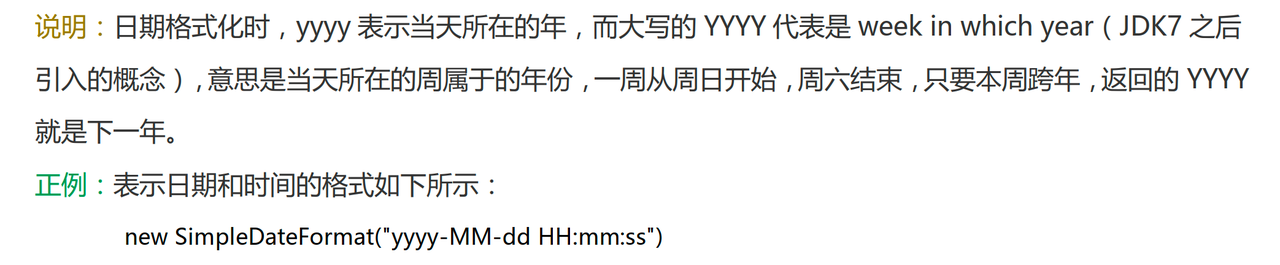 说明：日期格式化时，yyyy 表示当天所在的年，而大写的 YYYY 代表是 week in which year（JDK7 之后
引入的概念），意思是当天所在的周属于的年份，一周从周日开始，周六结束，只要本周跨年，返回的 YYYY
就是下一年。
正例：表示日期和时间的格式如下所示：
new SimpleDateFormat("yyyy-MM-dd HH:mm:ss")